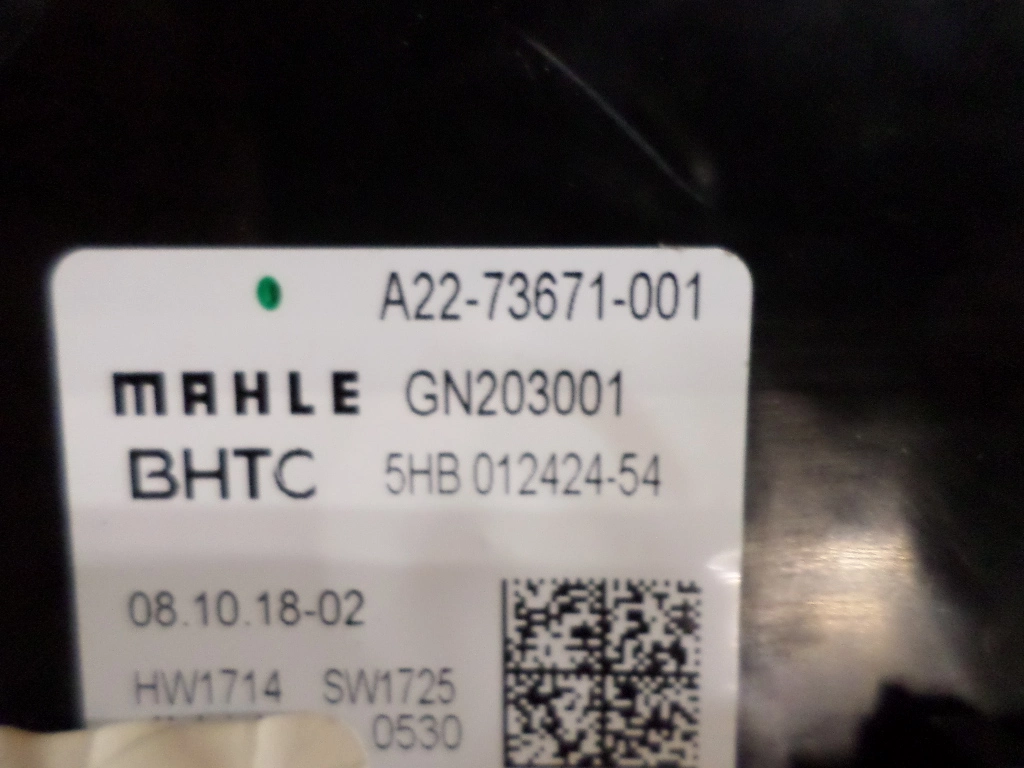 A22-73671-001
MAHLE GN203001
BHTC 5HB 012424-54
08.10.18-02
HW1714 SW1725
0530